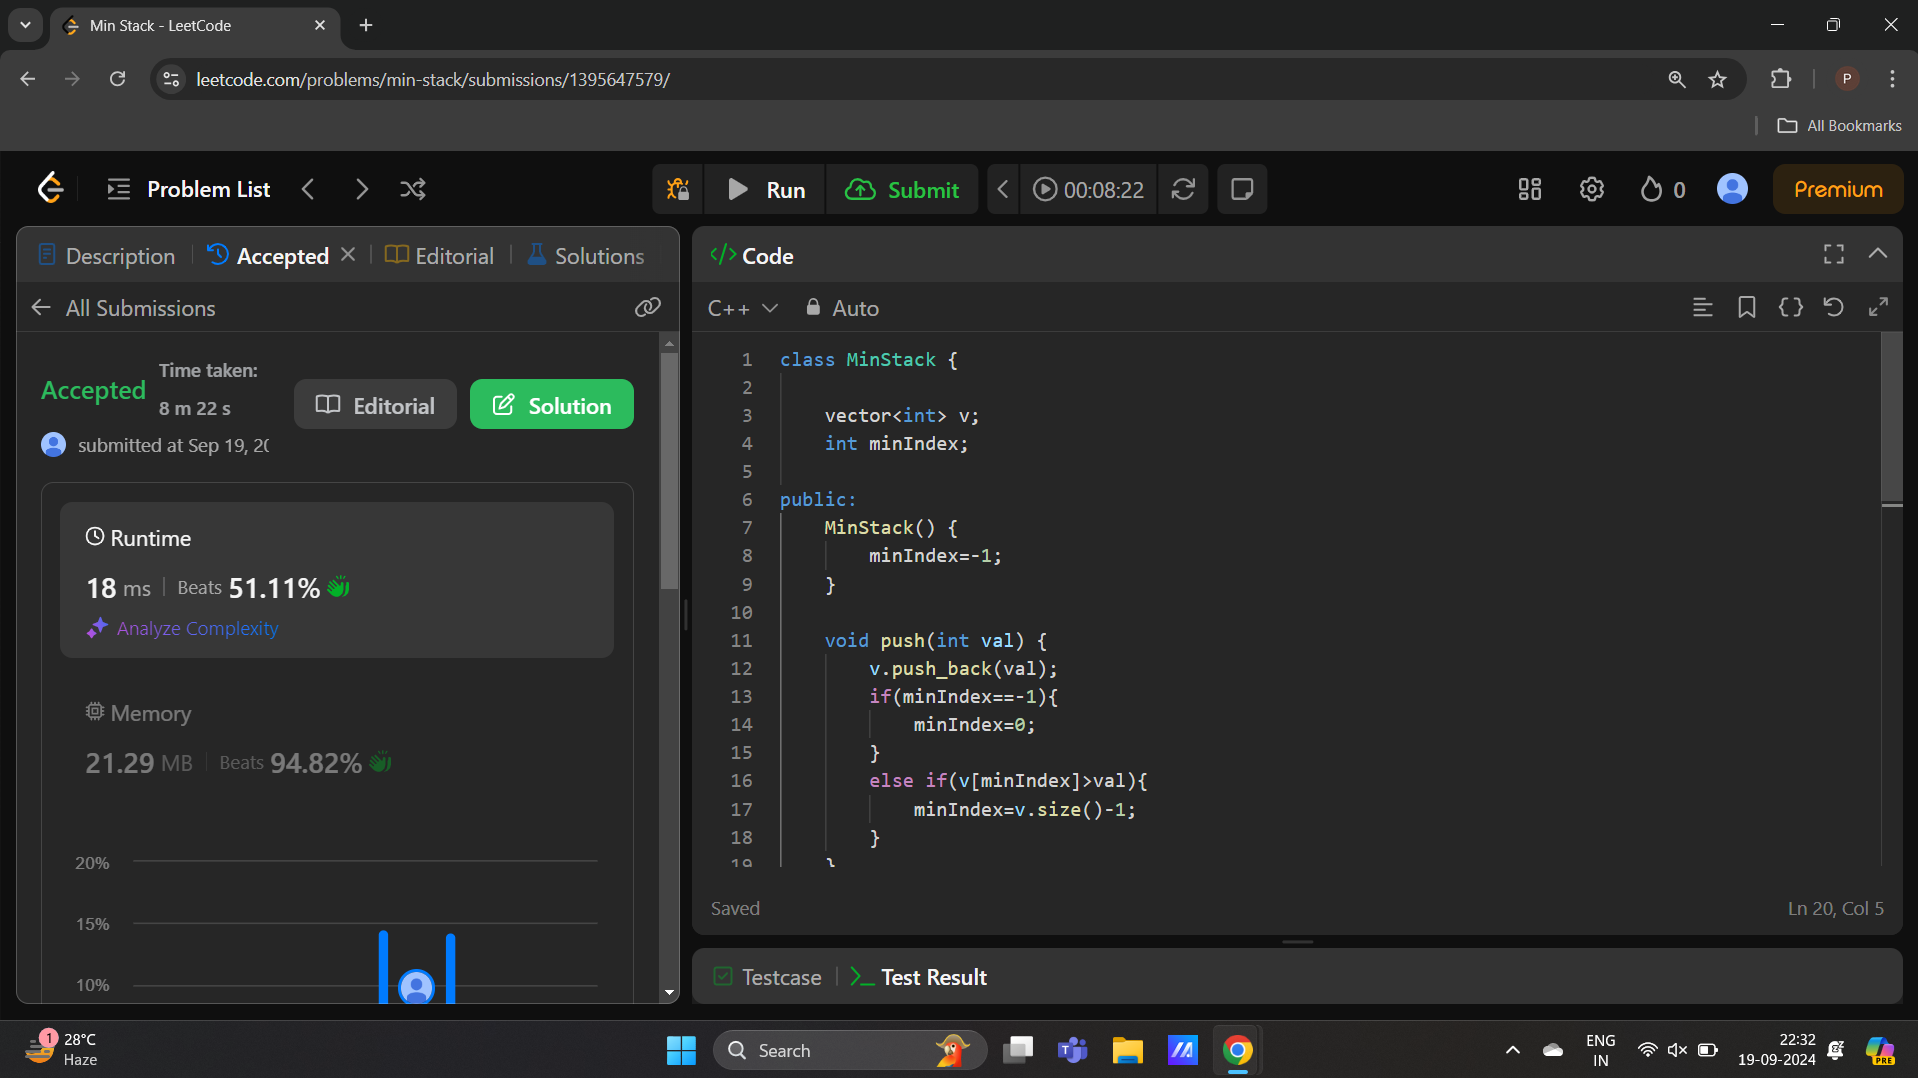 Min Stack - LeetCode
leetcode.com/problems/min-stack/submissions/1395647579/
P
All Bookmarks
Problem List
Run
Submit
00:08:22
0
Premium
Description
Accepted
Editorial
Solutions
All Submissions
Accepted
Time taken:
8 m 22 s
Editorial
Solution
submitted at Sep 19, 20
Runtime
18 ms
Beats 51.11%
Analyze Complexity
Memory
21.29 MB
Beats 94.82%
20%
15%
10%
</> Code
C++
Auto
1 class MinStack {
2
3 vector<int> v;
4 int minIndex;
5
6 public:
7 MinStack() {
8 minIndex=-1;
9 }
10
11 void push(int val) {
12 v.push_back(val);
13 if(minIndex==-1){
14 minIndex=0;
15 }
16 else if(v[minIndex]>val){
17 minIndex=v.size()-1;
18 }
19 }
Saved
Ln 20, Col 5
Testcase
Test Result
1
28°C
Haze
Search
ENG
IN
22:32
19-09-2024
PRE